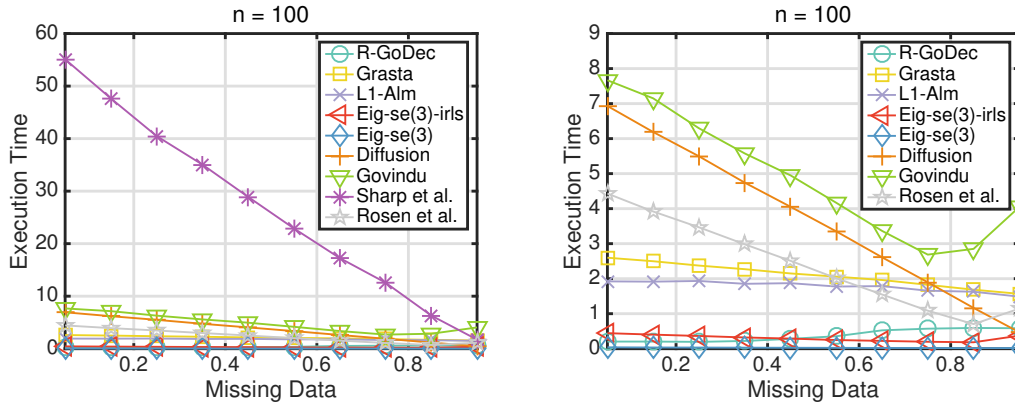 n = 100
Execution Time
60
50
40
30
20
10
0
0.2
0.4
0.6
0.8
Missing Data
R-GoDec
Grasta
L1-Alm
Eig-se(3)-irls
Eig-se(3)
Diffusion
Govindu
Sharp et al.
Rosen et al.
n = 100
Execution Time
9
8
7
6
5
4
3
2
1
0
0.2
0.4
0.6
0.8
Missing Data
R-GoDec
Grasta
L1-Alm
Eig-se(3)-irls
Eig-se(3)
Diffusion
Govindu
Rosen et al.